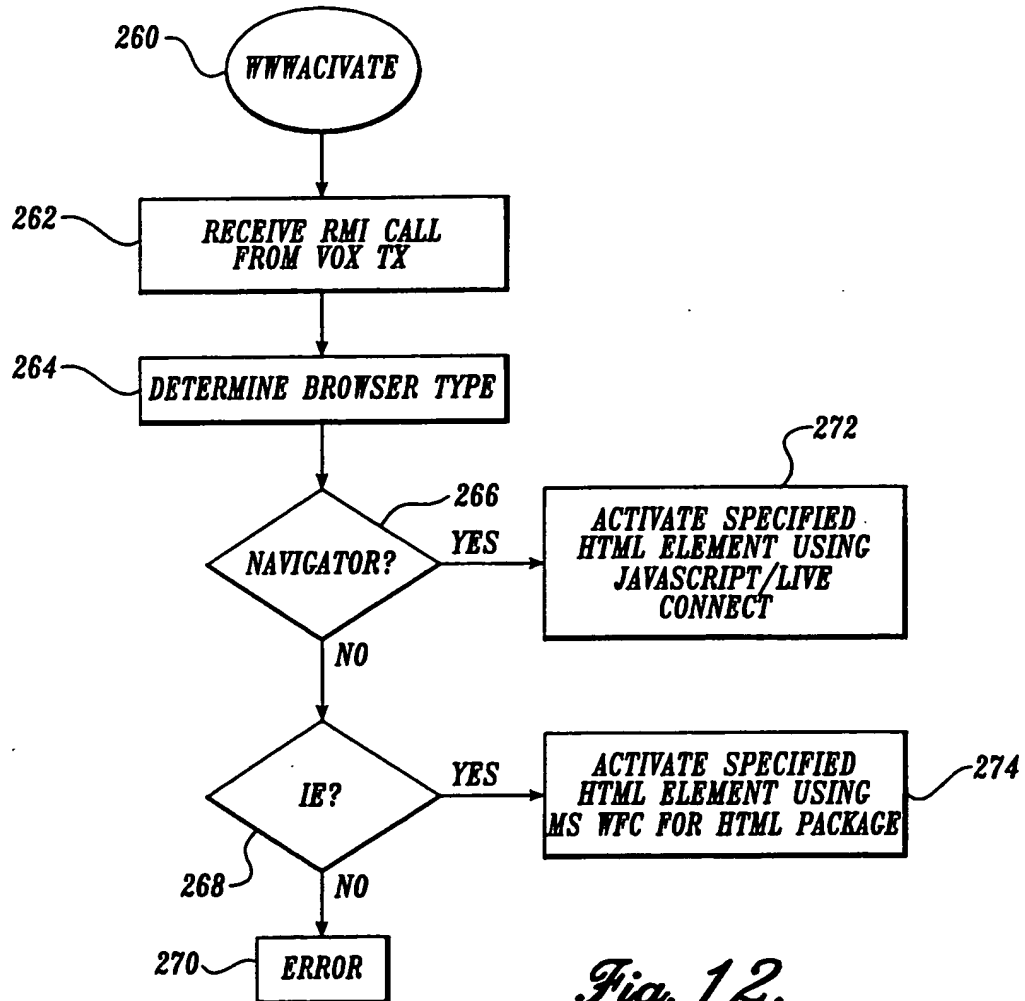 260
WWWACIVATE
262
RECEIVE RMI CALL
FROM VOX TX
264
DETERMINE BROWSER TYPE
266
NAVIGATOR?
YES
272
ACTIVATE SPECIFIED
HTML ELEMENT USING
JAVASCRIPT/LIVE
CONNECT
NO
IE?
YES
274
ACTIVATE SPECIFIED
HTML ELEMENT USING
MS WFC FOR HTML PACKAGE
268
NO
270
ERROR
Fig. 12.